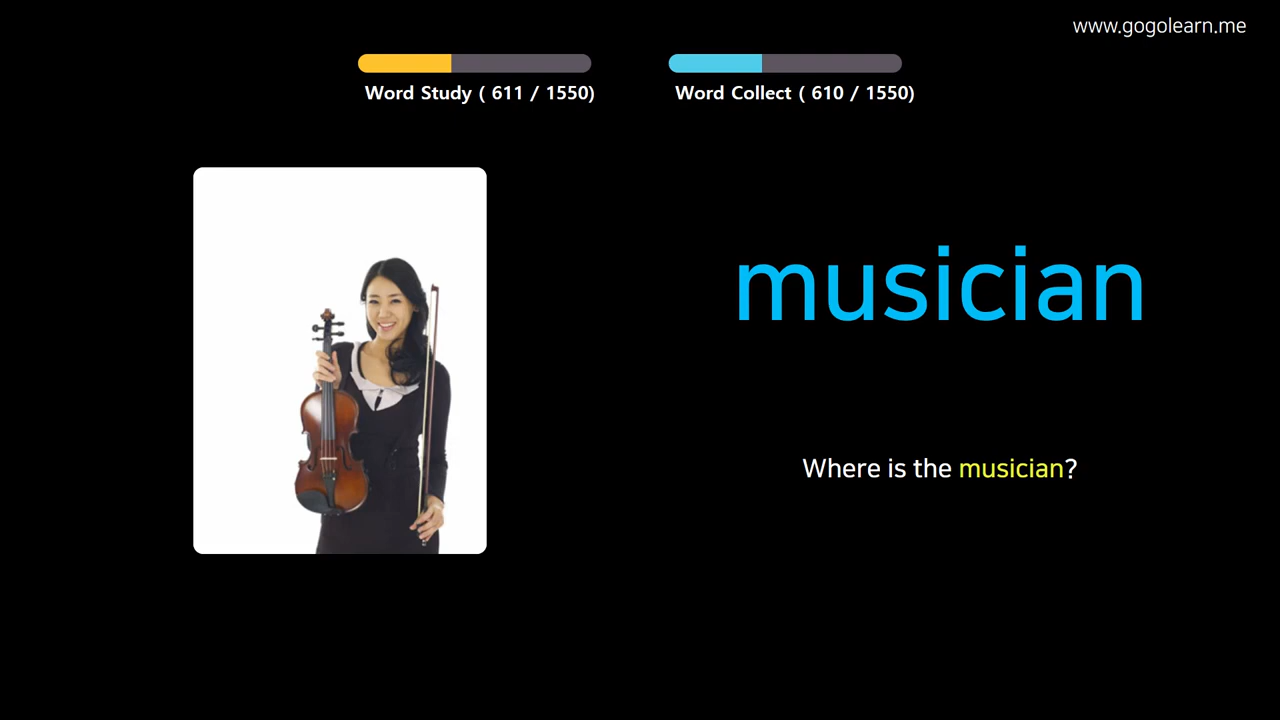 www.gogolearn.me
Word Study ( 611 / 1550)
Word Collect ( 610 / 1550)
musician
Where is the musician?